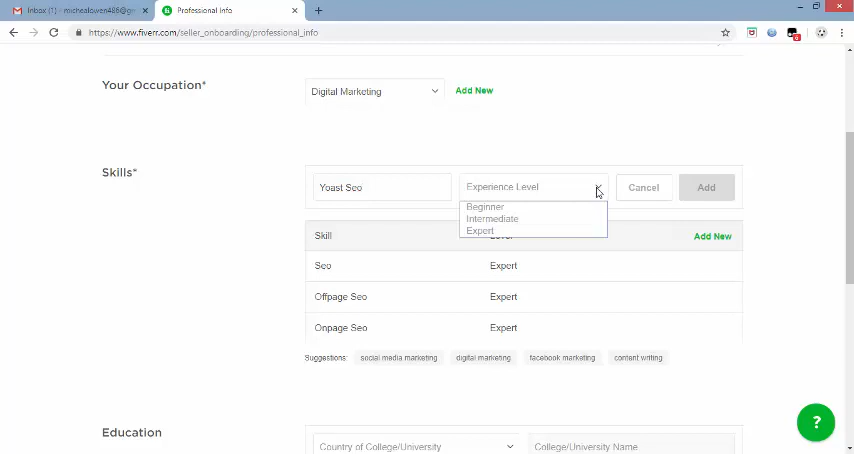 Inbox (1) - michealowen486@gm
Professional Info
https://www.fiverr.com/seller_onboarding/professional_info
Your Occupation*
Digital Marketing
Add New
Skills*
Yoast Seo
Experience Level
Cancel
Add
Beginner
Intermediate
Expert
Skill
Level
Add New
Seo
Expert
Offpage Seo
Expert
Onpage Seo
Expert
Suggestions: social media marketing digital marketing facebook marketing content writing
?
Education
Country of College/University
College/University Name